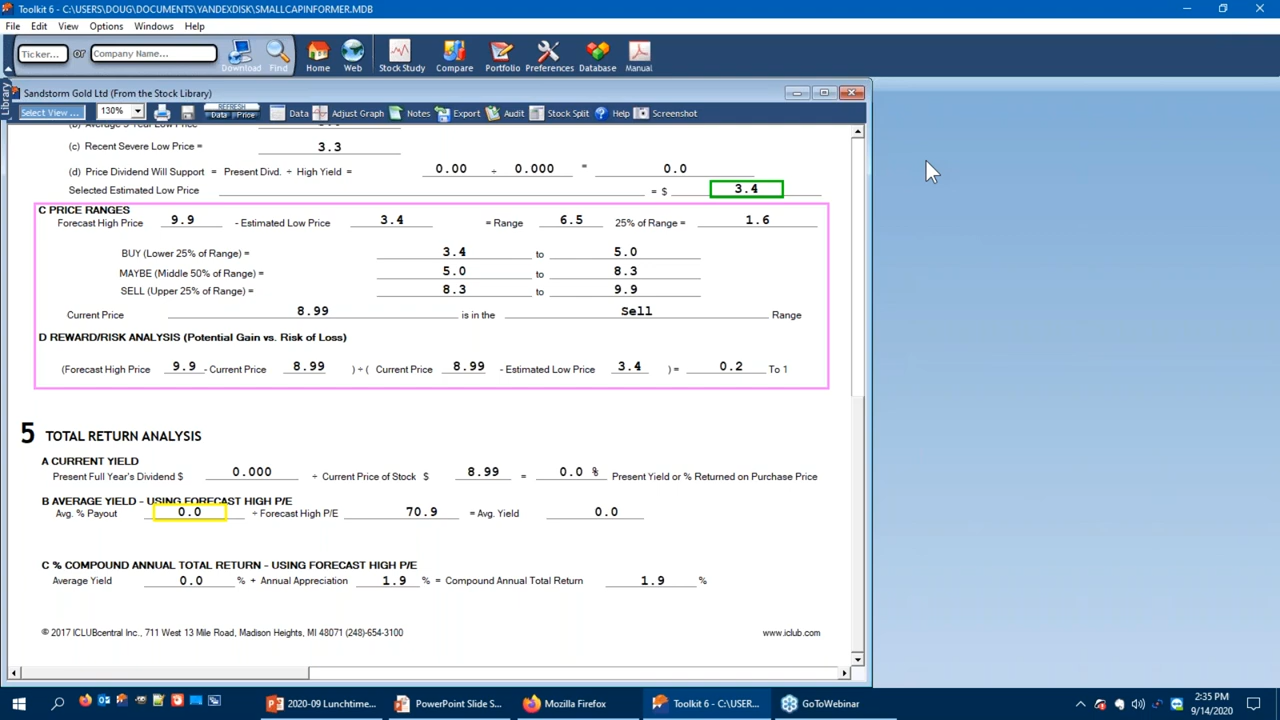 Toolkit 6 - C:\USERS\DOUG\DOCUMENTS\YANDEXDISK\SMALLCAPINFORMER.MDB
File Edit View Options Windows Help
Ticker... or Company Name... Download Find Home Web Stock Study Compare Portfolio Preferences Database Manual
Library
Sandstorm Gold Ltd (From the Stock Library)
Select View ... 130% REFRESH Data Price Data Adjust Graph Notes Export Audit Stock Split Help Screenshot
(c) Recent Severe Low Price = 3.3
(d) Price Dividend Will Support = Present Divd. ÷ High Yield = 0.00 ÷ 0.000 = 0.0
Selected Estimated Low Price = $ 3.4
C PRICE RANGES
Forecast High Price 9.9 - Estimated Low Price 3.4 = Range 6.5 25% of Range = 1.6
BUY (Lower 25% of Range) = 3.4 to 5.0
MAYBE (Middle 50% of Range) = 5.0 to 8.3
SELL (Upper 25% of Range) = 8.3 to 9.9
Current Price 8.99 is in the Sell Range
D REWARD/RISK ANALYSIS (Potential Gain vs. Risk of Loss)
(Forecast High Price 9.9 - Current Price 8.99 ) ÷ ( Current Price 8.99 - Estimated Low Price 3.4 ) = 0.2 To 1
5 TOTAL RETURN ANALYSIS
A CURRENT YIELD
Present Full Year's Dividend $ 0.000 ÷ Current Price of Stock $ 8.99 = 0.0 % Present Yield or % Returned on Purchase Price
B AVERAGE YIELD - USING FORECAST HIGH P/E
Avg. % Payout 0.0 ÷ Forecast High P/E 70.9 = Avg. Yield 0.0
C % COMPOUND ANNUAL TOTAL RETURN - USING FORECAST HIGH P/E
Average Yield 0.0 % + Annual Appreciation 1.9 % = Compound Annual Total Return 1.9 %
© 2017 ICLUBcentral Inc., 711 West 13 Mile Road, Madison Heights, MI 48071 (248)-654-3100 www.iclub.com
2020-09 Lunchtime... PowerPoint Slide S... Mozilla Firefox Toolkit 6 - C:\USER... GoToWebinar
2:35 PM
9/14/2020